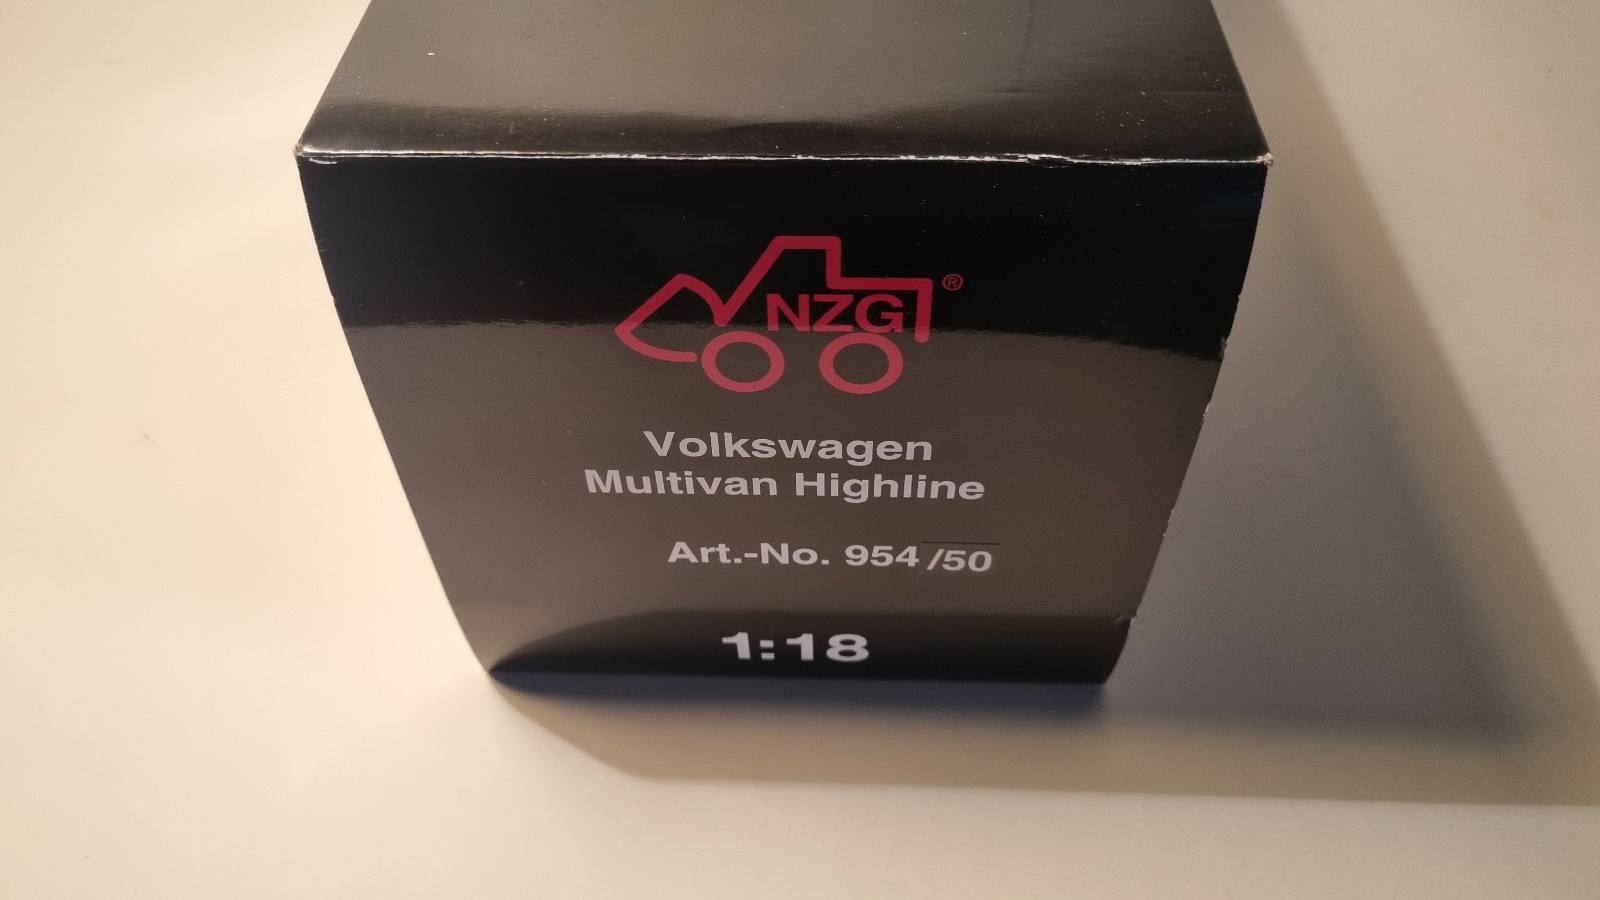 NZG®
Volkswagen
Multivan Highline
Art.-No. 954/50
1:18